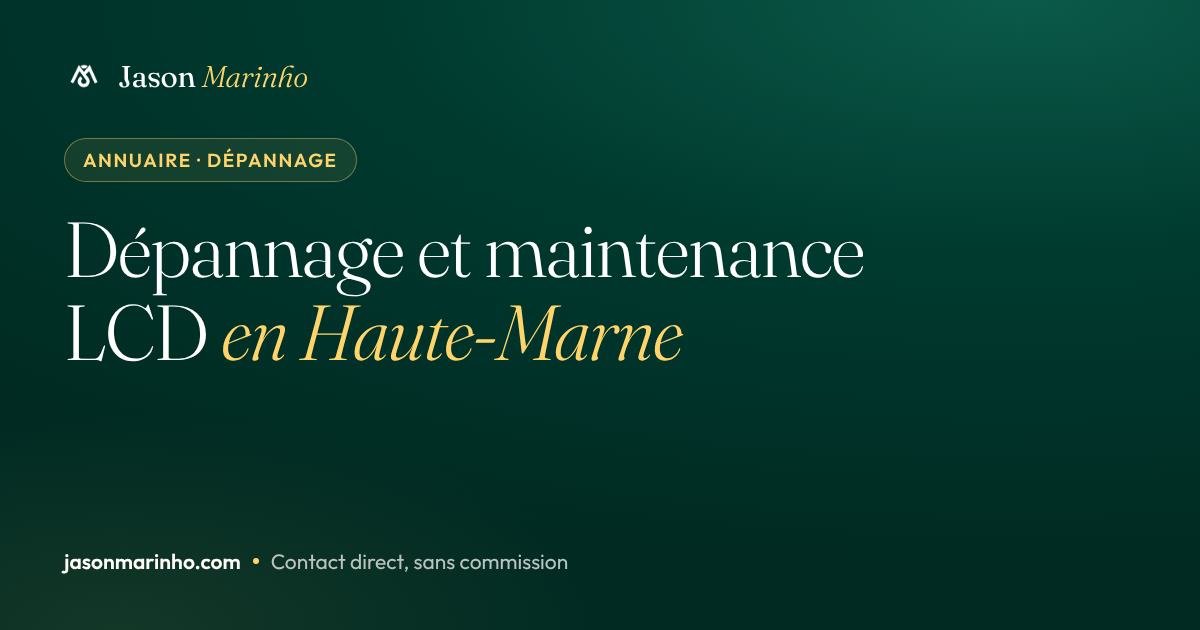 Jason Marinho
ANNUAIRE · DÉPANNAGE
Dépannage et maintenance
LCD en Haute-Marne
jasonmarinho.com • Contact direct, sans commission